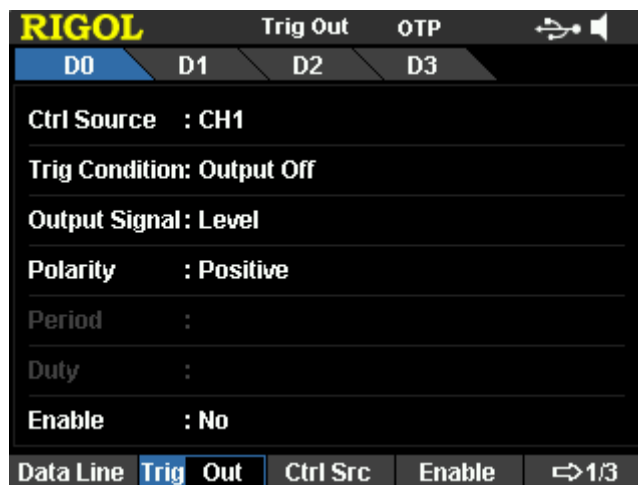 RIGOL Trig Out OTP
D0 D1 D2 D3
Ctrl Source : CH1
Trig Condition: Output Off
Output Signal: Level
Polarity : Positive
Period :
Duty :
Enable : No
Data Line Trig Out Ctrl Src Enable ⇨1/3